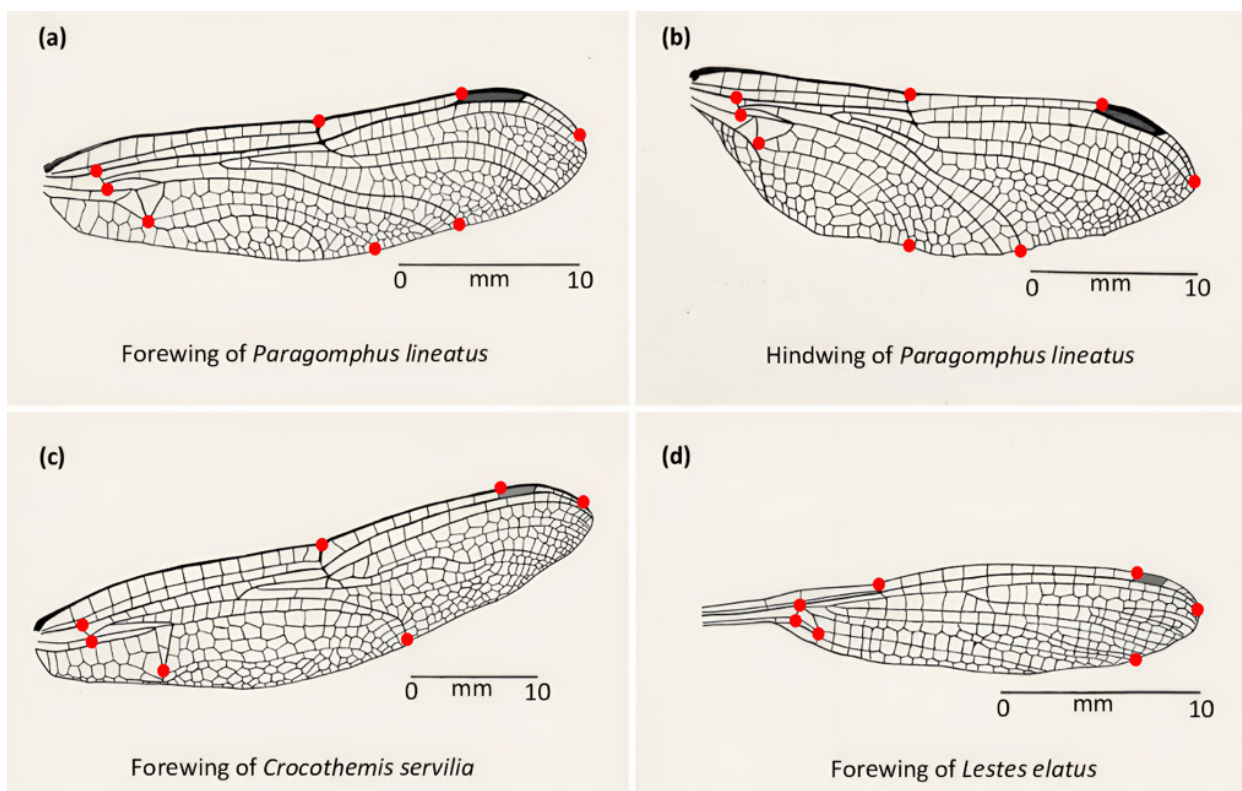 (a)
0 mm 10
Forewing of Paragomphus lineatus
(b)
0 mm 10
Hindwing of Paragomphus lineatus
(c)
0 mm 10
Forewing of Crocothemis servilia
(d)
0 mm 10
Forewing of Lestes elatus